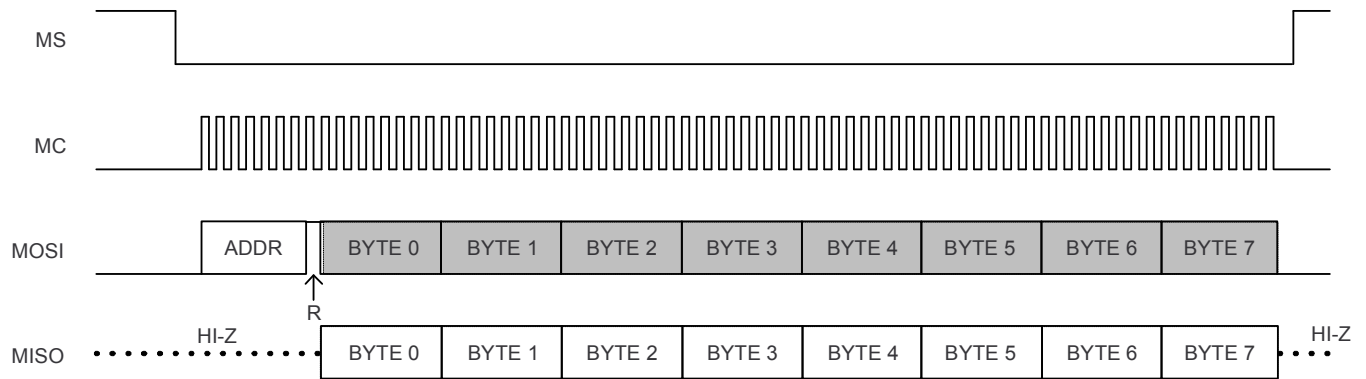 MS
MC
MOSI ADDR BYTE 0 BYTE 1 BYTE 2 BYTE 3 BYTE 4 BYTE 5 BYTE 6 BYTE 7
R
HI-Z HI-Z
MISO BYTE 0 BYTE 1 BYTE 2 BYTE 3 BYTE 4 BYTE 5 BYTE 6 BYTE 7